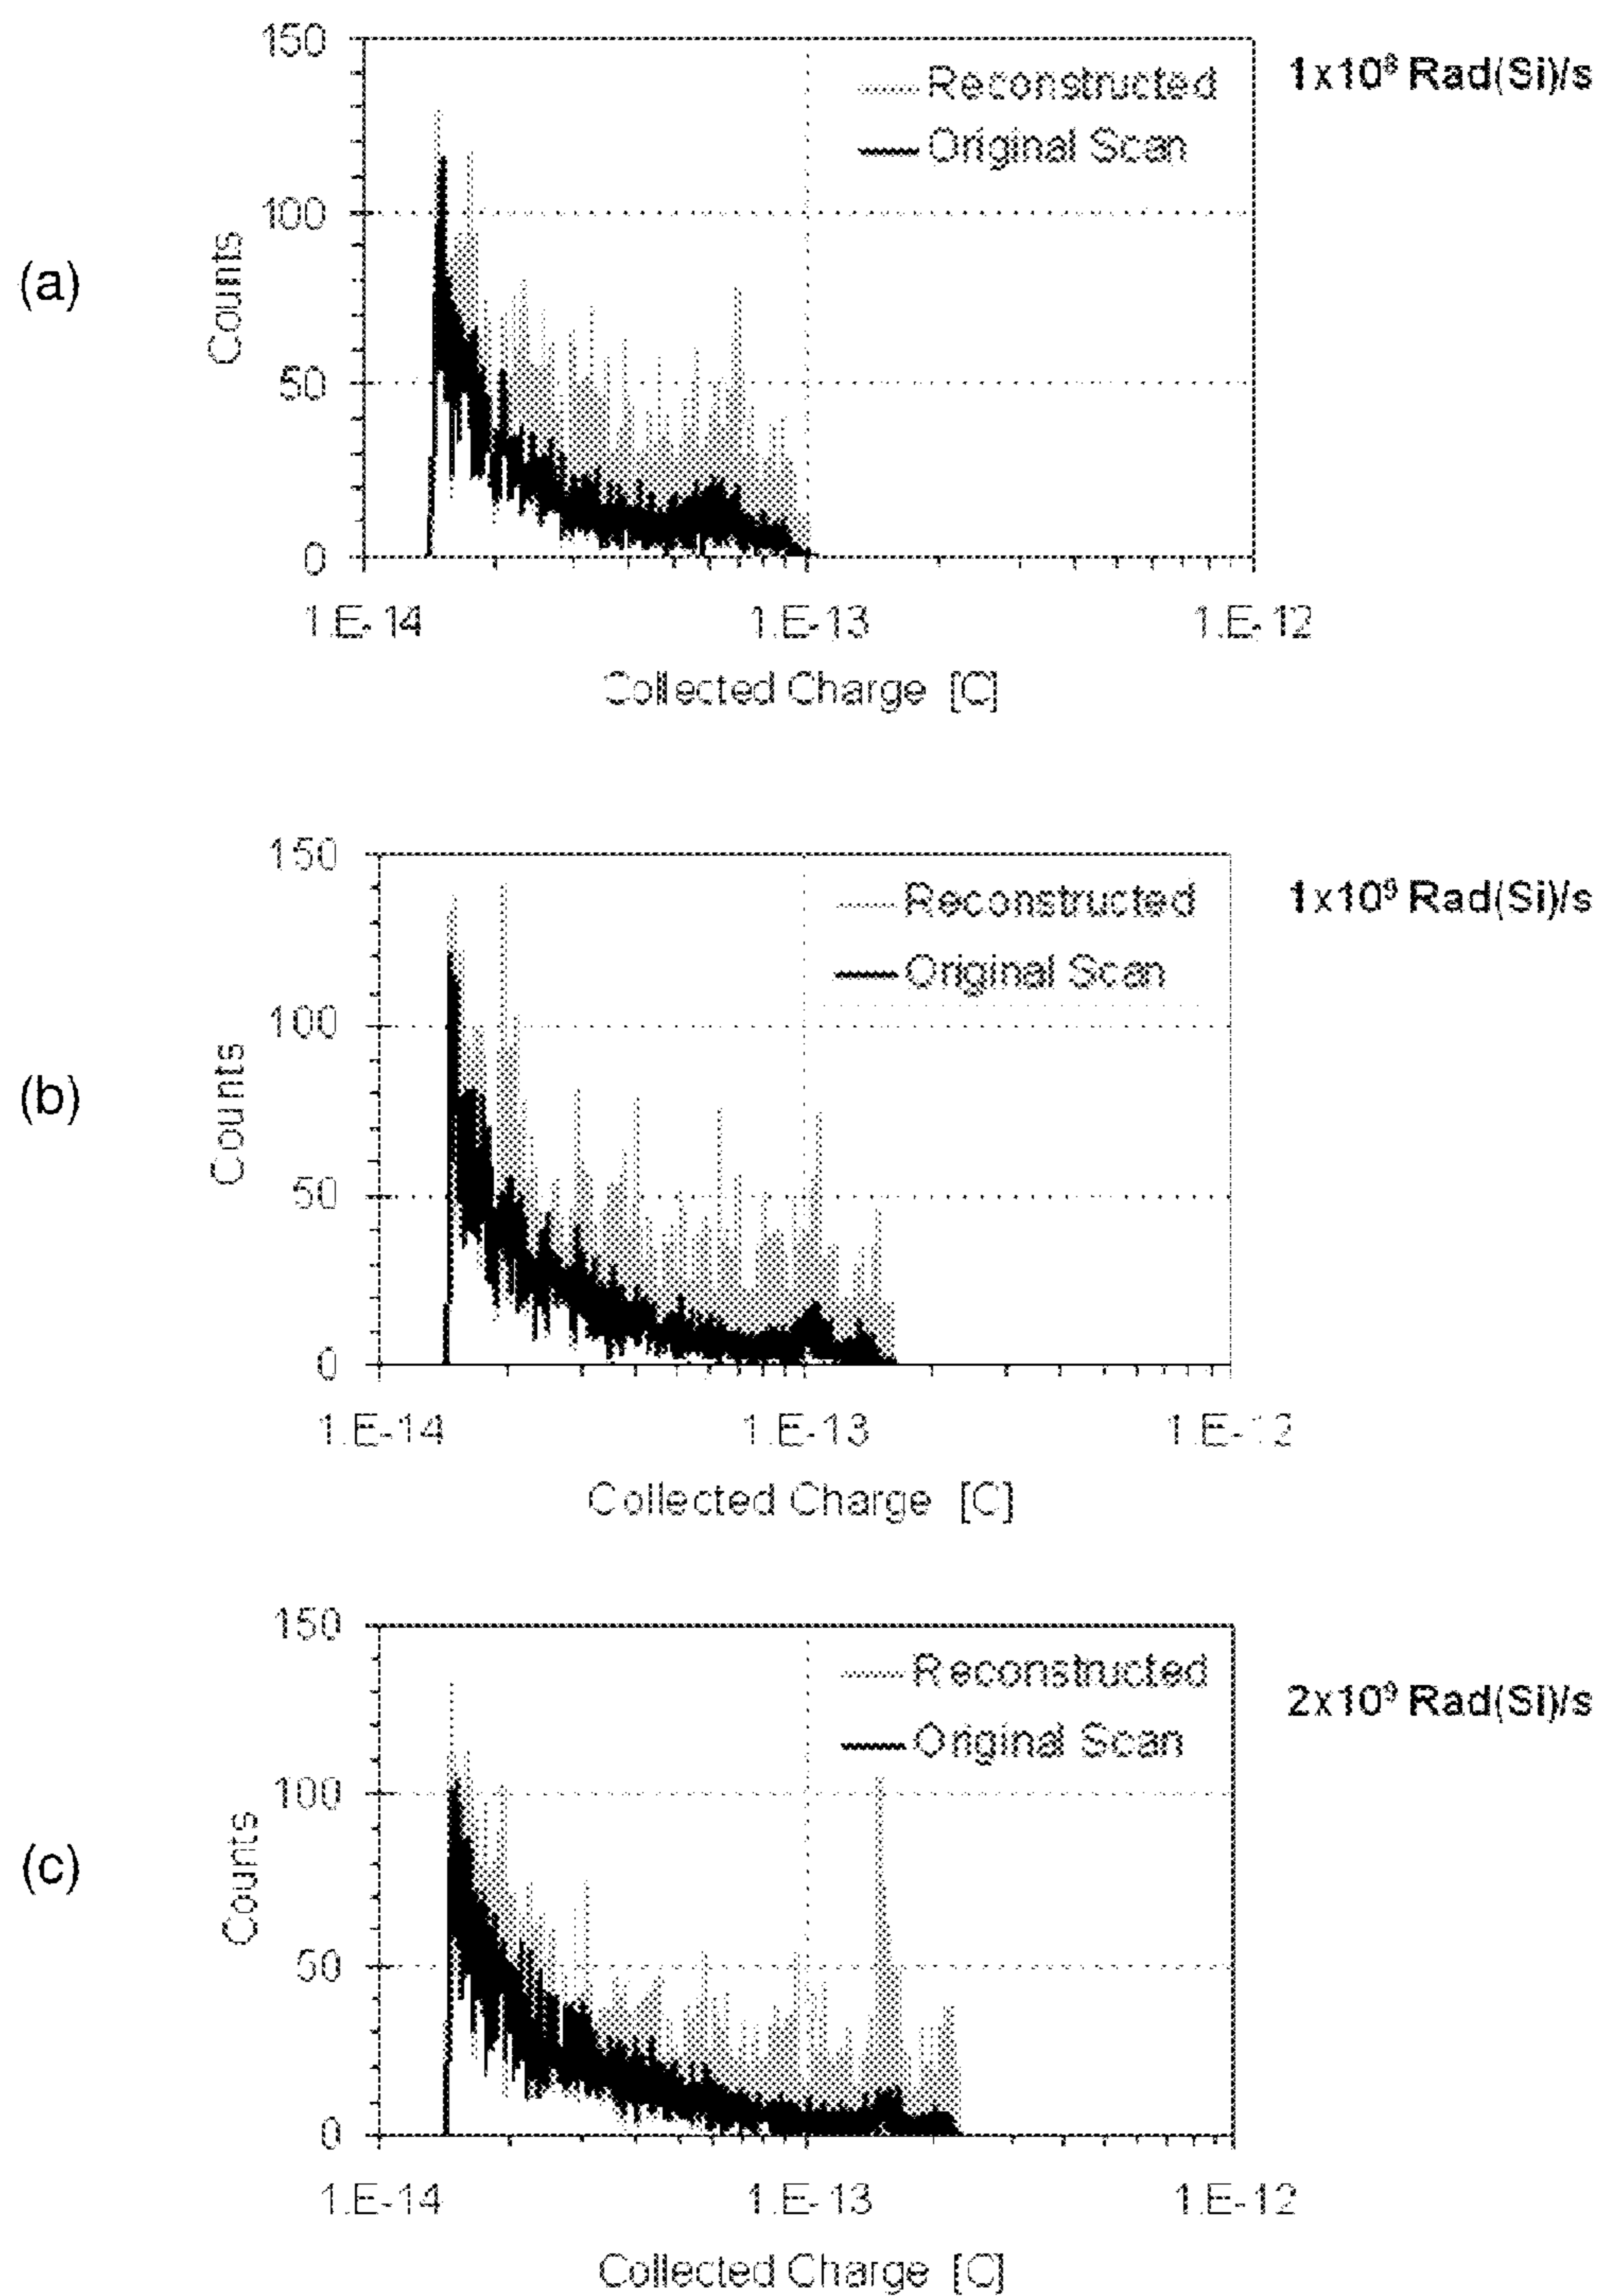 150
1x10⁸ Rad(Si)/s
Reconstructed
Original Scan
100
(a)
Counts
50
0
1.E-14 1.E-13 1.E-12
Collected Charge [C]
150
1x10⁹ Rad(Si)/s
Reconstructed
Original Scan
100
(b)
Counts
50
0
1.E-14 1.E-13 1.E-12
Collected Charge [C]
150
Reconstructed
2x10⁹ Rad(Si)/s
Original Scan
100
(c)
Counts
50
0
1.E-14 1.E-13 1.E-12
Collected Charge [C]